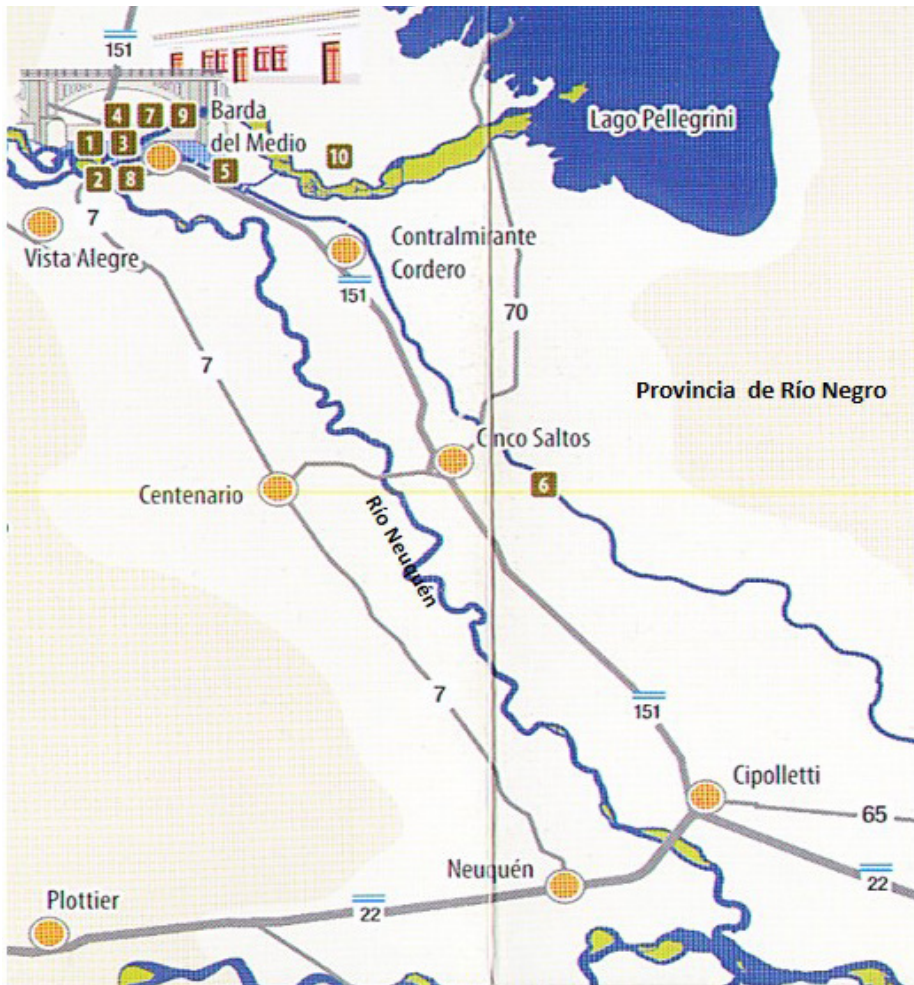 151
4 7 9
Barda
del Medio
1 3
10
Lago Pellegrini
2 8
5
7
Vista Alegre
Contralmirante
Cordero
151
70
7
Provincia de Río Negro
Cinco Saltos
Centenario
6
Río Neuquén
7
151
Cipolletti
65
Neuquén
22
Plottier
22